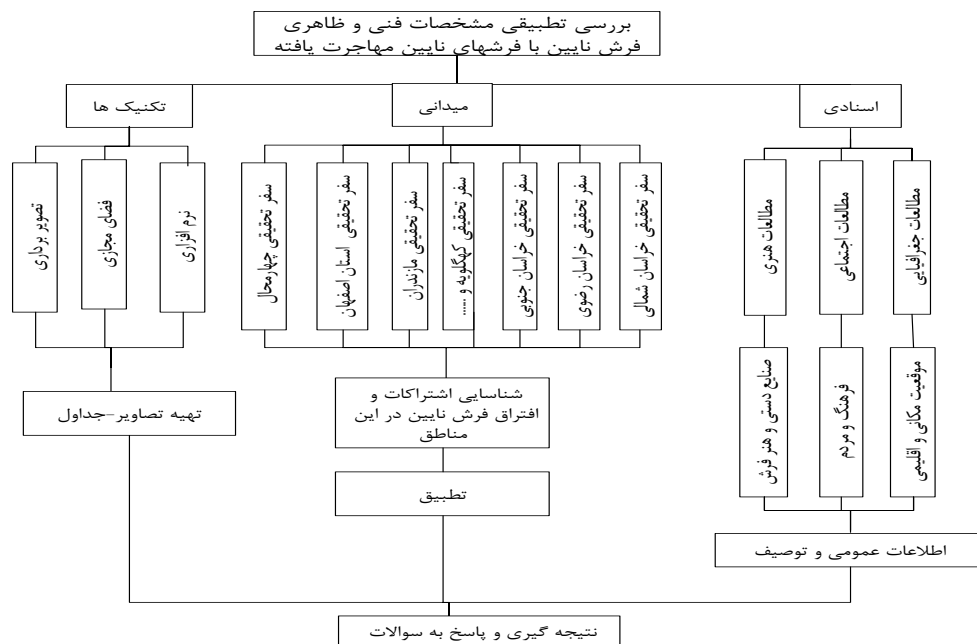 بررسی تطبیقی مشخصات فنی و ظاهری
فرش نایین با فرشهای نایین مهاجرت یافته
اسنادی
میدانی
تکنیک ها
مطالعات جغرافیایی
مطالعات اجتماعی
مطالعات هنری
سفر تحقیقی خراسان شمالی
سفر تحقیقی خراسان رضوی
سفر تحقیقی خراسان جنوبی
سفر تحقیقی کهگلویه و ......
سفر تحقیقی مازندران
سفر تحقیقی استان اصفهان
سفر تحقیقی چهارمحال
نرم افزاری
فضای مجازی
تصویر برداری
موقعیت مکانی و اقلیمی
فرهنگ و مردم
صنایع دستی و هنر فرش
شناسایی اشتراکات و
افتراق فرش نایین در این
مناطق
تهیه تصاویر-جداول
تطبیق
اطلاعات عمومی و توصیف
نتیجه گیری و پاسخ به سوالات